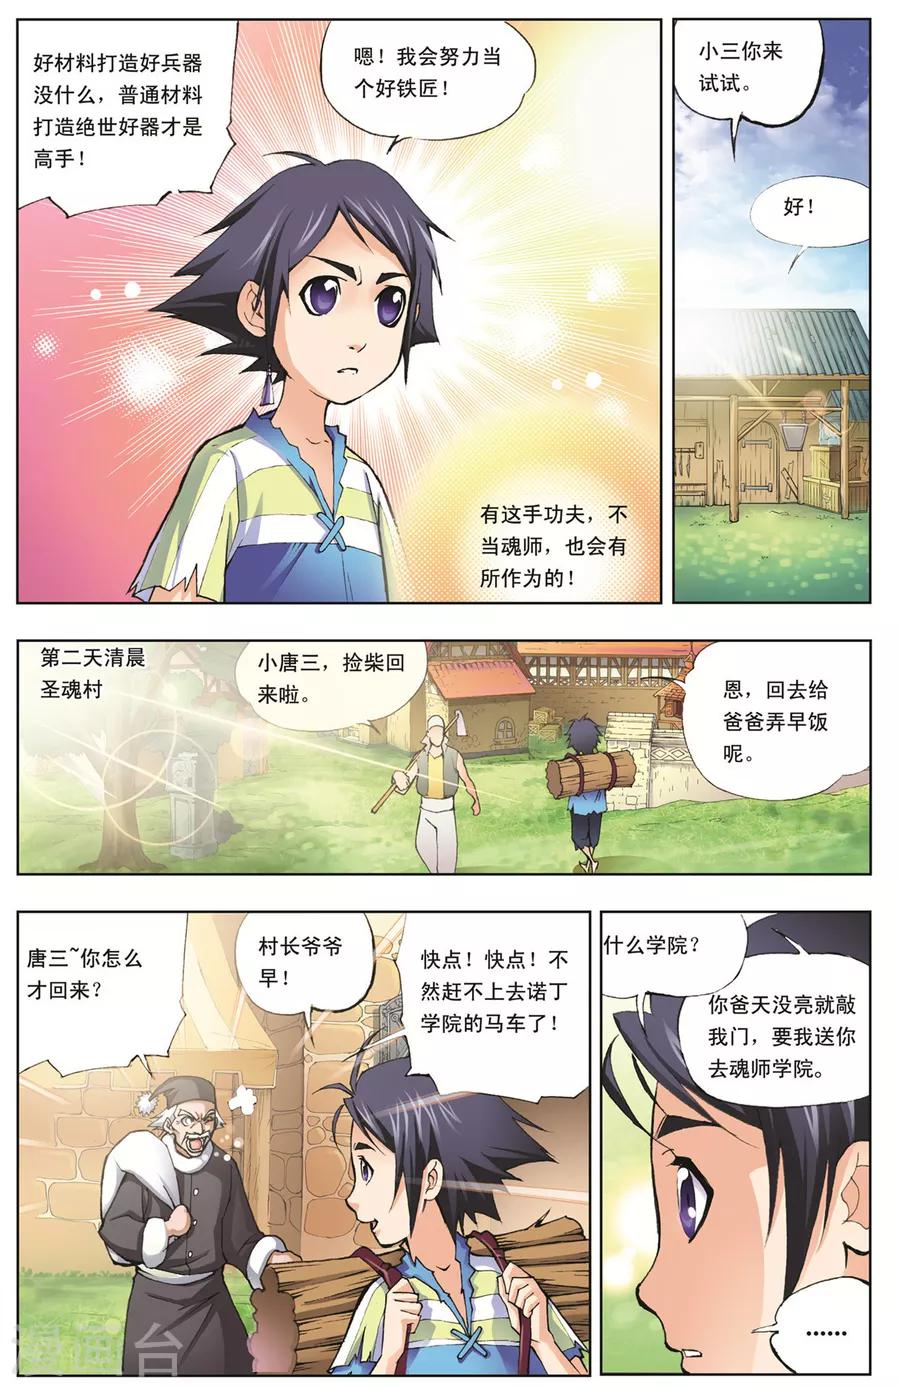 好材料打造好兵器
没什么，普通材料
打造绝世好器才是
高手！
嗯！我会努力当
个好铁匠！
有这手功夫，不
当魂师，也会有
所作为的！
小三你来
试试。
好！
第二天清晨
圣魂村
小唐三，捡柴回
来啦。
恩，回去给
爸爸弄早饭
呢。
唐三~你怎么
才回来？
村长爷爷
早！
快点！快点！不
然赶不上去诺丁
学院的马车了！
什么学院？
你爸天没亮就敲
我门，要我送你
去魂师学院。
……
漫画台